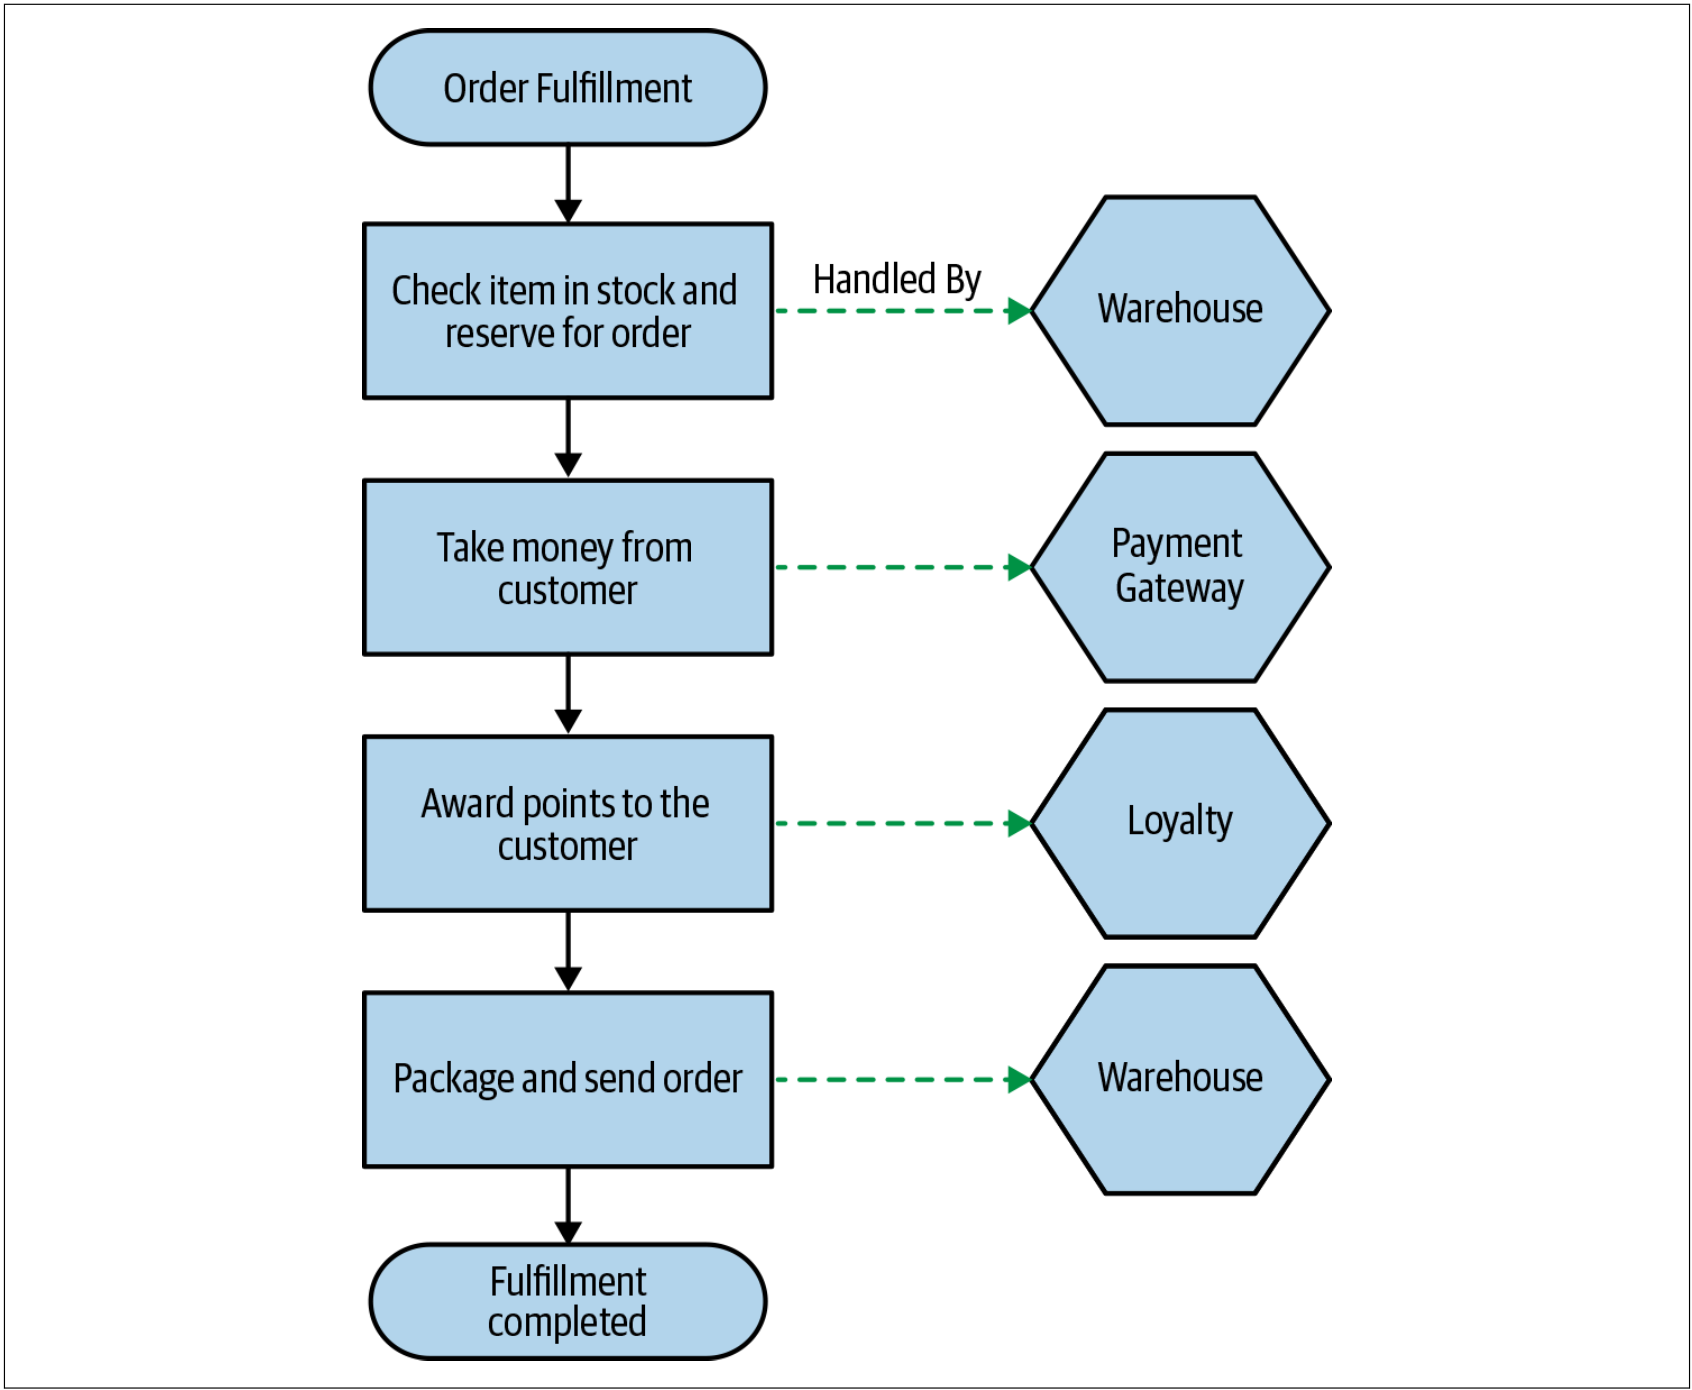 Order Fulfillment
Check item in stock and
reserve for order
Handled By
Warehouse
Take money from
customer
Payment
Gateway
Award points to the
customer
Loyalty
Package and send order
Warehouse
Fulfillment
completed